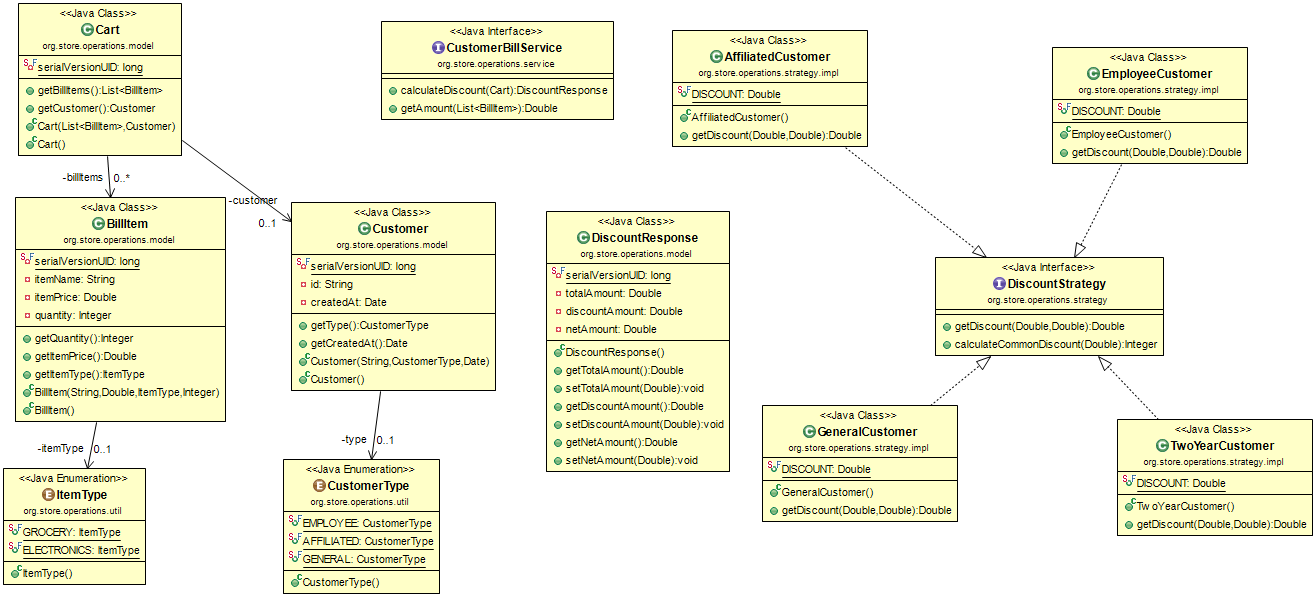 <<Java Class>>
Cart
org.store.operations.model
serialVersionUID: long
getBillItems():List<BillItem>
getCustomer():Customer
Cart(List<BillItem>,Customer)
Cart()
-billItems
0..*
-customer
0..1
<<Java Class>>
BillItem
org.store.operations.model
serialVersionUID: long
itemName: String
itemPrice: Double
quantity: Integer
getQuantity():Integer
getItemPrice():Double
getItemType():ItemType
BillItem(String,Double,ItemType,Integer)
BillItem()
-itemType
0..1
<<Java Enumeration>>
ItemType
org.store.operations.util
GROCERY: ItemType
ELECTRONICS: ItemType
ItemType()
<<Java Class>>
Customer
org.store.operations.model
serialVersionUID: long
id: String
createdAt: Date
getType():CustomerType
getCreatedAt():Date
Customer(String,CustomerType,Date)
Customer()
-type
0..1
<<Java Enumeration>>
CustomerType
org.store.operations.util
EMPLOYEE: CustomerType
AFFILIATED: CustomerType
GENERAL: CustomerType
CustomerType()
<<Java Interface>>
CustomerBillService
org.store.operations.service
calculateDiscount(Cart):DiscountResponse
getAmount(List<BillItem>):Double
<<Java Class>>
DiscountResponse
org.store.operations.model
serialVersionUID: long
totalAmount: Double
discountAmount: Double
netAmount: Double
DiscountResponse()
getTotalAmount():Double
setTotalAmount(Double):void
getDiscountAmount():Double
setDiscountAmount(Double):void
getNetAmount():Double
setNetAmount(Double):void
<<Java Class>>
AffiliatedCustomer
org.store.operations.strategy.impl
DISCOUNT: Double
AffiliatedCustomer()
getDiscount(Double,Double):Double
<<Java Class>>
EmployeeCustomer
org.store.operations.strategy.impl
DISCOUNT: Double
EmployeeCustomer()
getDiscount(Double,Double):Double
<<Java Interface>>
DiscountStrategy
org.store.operations.strategy
getDiscount(Double,Double):Double
calculateCommonDiscount(Double):Integer
<<Java Class>>
GeneralCustomer
org.store.operations.strategy.impl
DISCOUNT: Double
GeneralCustomer()
getDiscount(Double,Double):Double
<<Java Class>>
TwoYearCustomer
org.store.operations.strategy.impl
DISCOUNT: Double
TwoYearCustomer()
getDiscount(Double,Double):Double